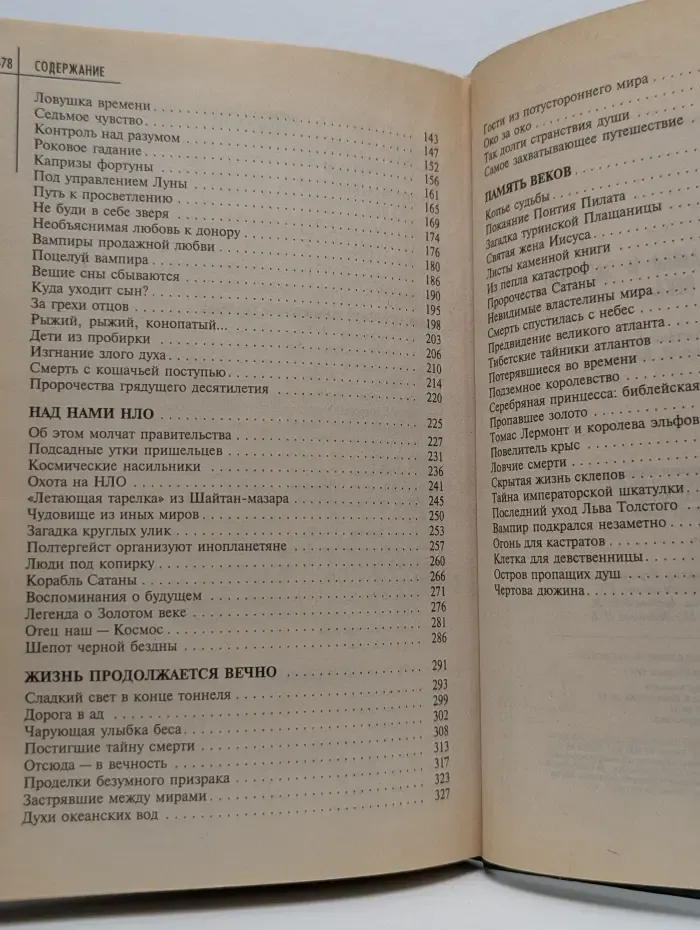 78 СОДЕРЖАНИЕ
Ловушка времени . . . 143
Седьмое чувство . . . 147
Контроль над разумом . . . 152
Роковое гадание . . . 156
Капризы фортуны . . . 161
Под управлением Луны . . . 165
Путь к просветлению . . . 169
Не буди в себе зверя . . . 174
Необъяснимая любовь к донору . . . 176
Вампиры продажной любви . . . 180
Поцелуй вампира . . . 186
Вещие сны сбываются . . . 190
Куда уходит сын? . . . 195
За грехи отцов . . . 198
Рыжий, рыжий, конопатый... . . . 203
Дети из пробирки . . . 206
Изгнание злого духа . . . 210
Смерть с кошачьей поступью . . . 214
Пророчества грядущего десятилетия . . . 220
НАД НАМИ НЛО . . . 225
Об этом молчат правительства . . . 227
Подсадные утки пришельцев . . . 231
Космические насильники . . . 236
Охота на НЛО . . . 241
«Летающая тарелка» из Шайтан-мазара . . . 245
Чудовище из иных миров . . . 250
Загадка круглых улик . . . 253
Полтергейст организуют инопланетяне . . . 257
Люди под копирку . . . 260
Корабль Сатаны . . . 266
Воспоминания о будущем . . . 271
Легенда о Золотом веке . . . 276
Отец наш — Космос . . . 281
Шепот черной бездны . . . 286
ЖИЗНЬ ПРОДОЛЖАЕТСЯ ВЕЧНО . . . 291
Сладкий свет в конце тоннеля . . . 293
Дорога в ад . . . 299
Чарующая улыбка беса . . . 302
Постигшие тайну смерти . . . 308
Отсюда — в вечность . . . 313
Проделки безумного призрака . . . 317
Застрявшие между мирами . . . 323
Духи океанских вод . . . 327
Гости из потустороннего мира . . .
Око за око . . .
Так долги странствия души . . .
Самое захватывающее путешествие . . .
ПАМЯТЬ ВЕКОВ . . .
Копье судьбы . . .
Покаяние Понтия Пилата . . .
Загадка туринской Плащаницы . . .
Святая жена Иисуса . . .
Листы каменной книги . . .
Из пепла катастроф . . .
Пророчества Сатаны . . .
Невидимые властелины мира . . .
Смерть спустилась с небес . . .
Предвидение великого атланта . . .
Тибетские тайники атлантов . . .
Потерявшиеся во времени . . .
Подземное королевство . . .
Серебряная принцесса: библейская
Пропавшее золото . . .
Томас Лермонт и королева эльфов
Повелитель крыс . . .
Ловчие смерти . . .
Скрытая жизнь склепов . . .
Тайна императорской шкатулки . . .
Последний уход Льва Толстого . . .
Вампир подкрался незаметно . . .
Огонь для кастратов . . .
Клетка для девственницы . . .
Остров пропащих душ . . .
Чертова дюжина . . .